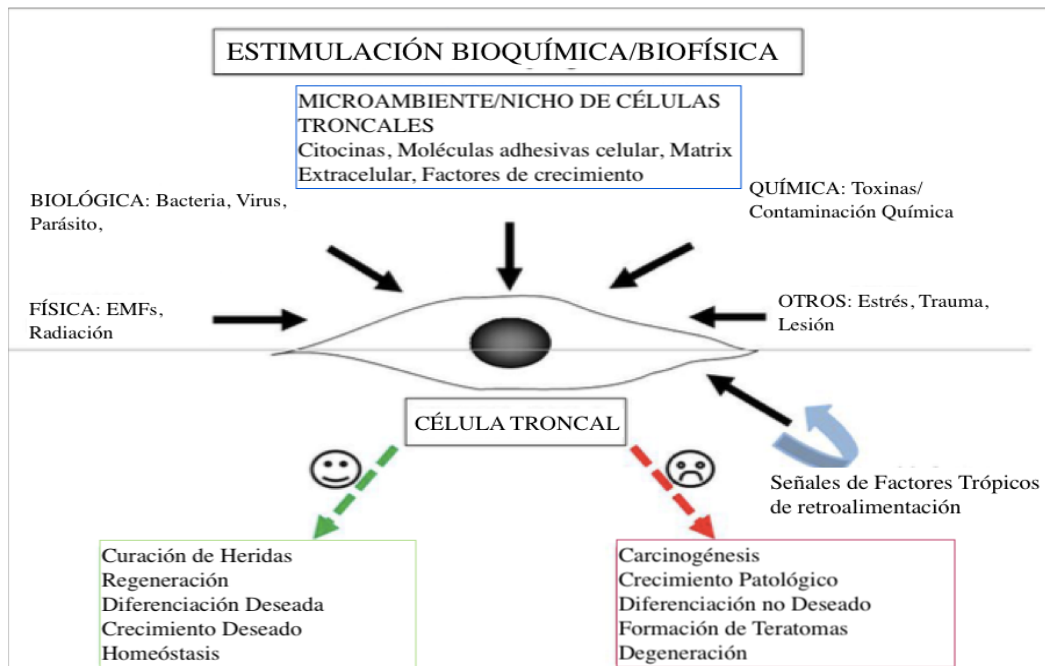 ESTIMULACIÓN BIOQUÍMICA/BIOFÍSICA
MICROAMBIENTE/NICHO DE CÉLULAS
TRONCALES
Citocinas, Moléculas adhesivas celular, Matrix
Extracelular, Factores de crecimiento
BIOLÓGICA: Bacteria, Virus,
Parásito,
QUÍMICA: Toxinas/
Contaminación Química
FÍSICA: EMFs,
Radiación
OTROS: Estrés, Trauma,
Lesión
CÉLULA TRONCAL
Señales de Factores Trópicos
de retroalimentación
Curación de Heridas
Regeneración
Diferenciación Deseada
Crecimiento Deseado
Homeóstasis
Carcinogénesis
Crecimiento Patológico
Diferenciación no Deseado
Formación de Teratomas
Degeneración